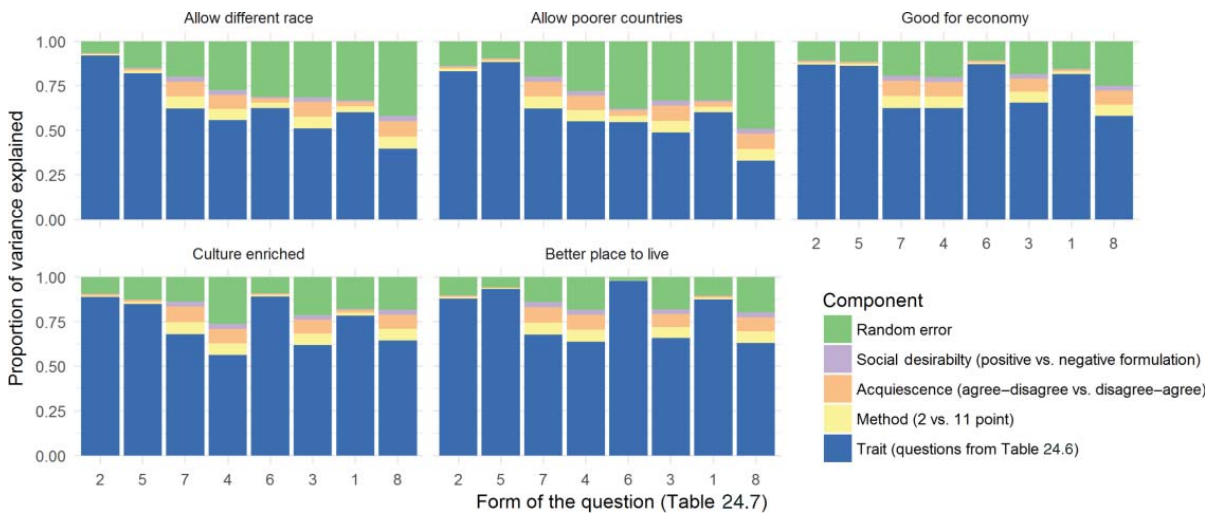 Allow different race
Allow poorer countries
Good for economy
1.00
0.75
0.50
0.25
0.00
2 5 7 4 6 3 1 8
Culture enriched
Better place to live
1.00
0.75
0.50
0.25
0.00
2 5 7 4 6 3 1 8
2 5 7 4 6 3 1 8
Proportion of variance explained
Form of the question (Table 24.7)
Component
Random error
Social desirabilty (positive vs. negative formulation)
Acquiescence (agree–disagree vs. disagree–agree)
Method (2 vs. 11 point)
Trait (questions from Table 24.6)